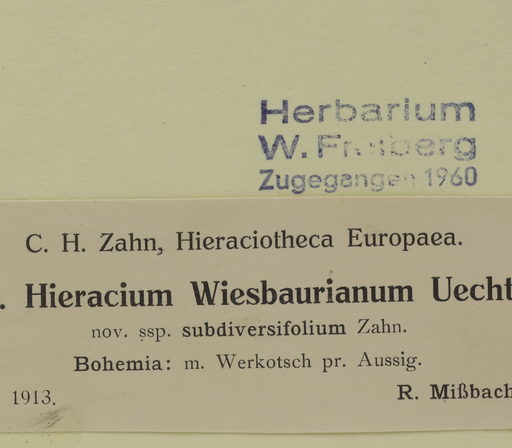 Herbarium
W. Freiberg
Zugegangen 1960
C. H. Zahn, Hieraciotheca Europaea.
. Hieracium Wiesbaurianum Uecht
nov. ssp. subdiversifolium Zahn.
Bohemia: m. Werkotsch pr. Aussig.
1913. R. Mißbach